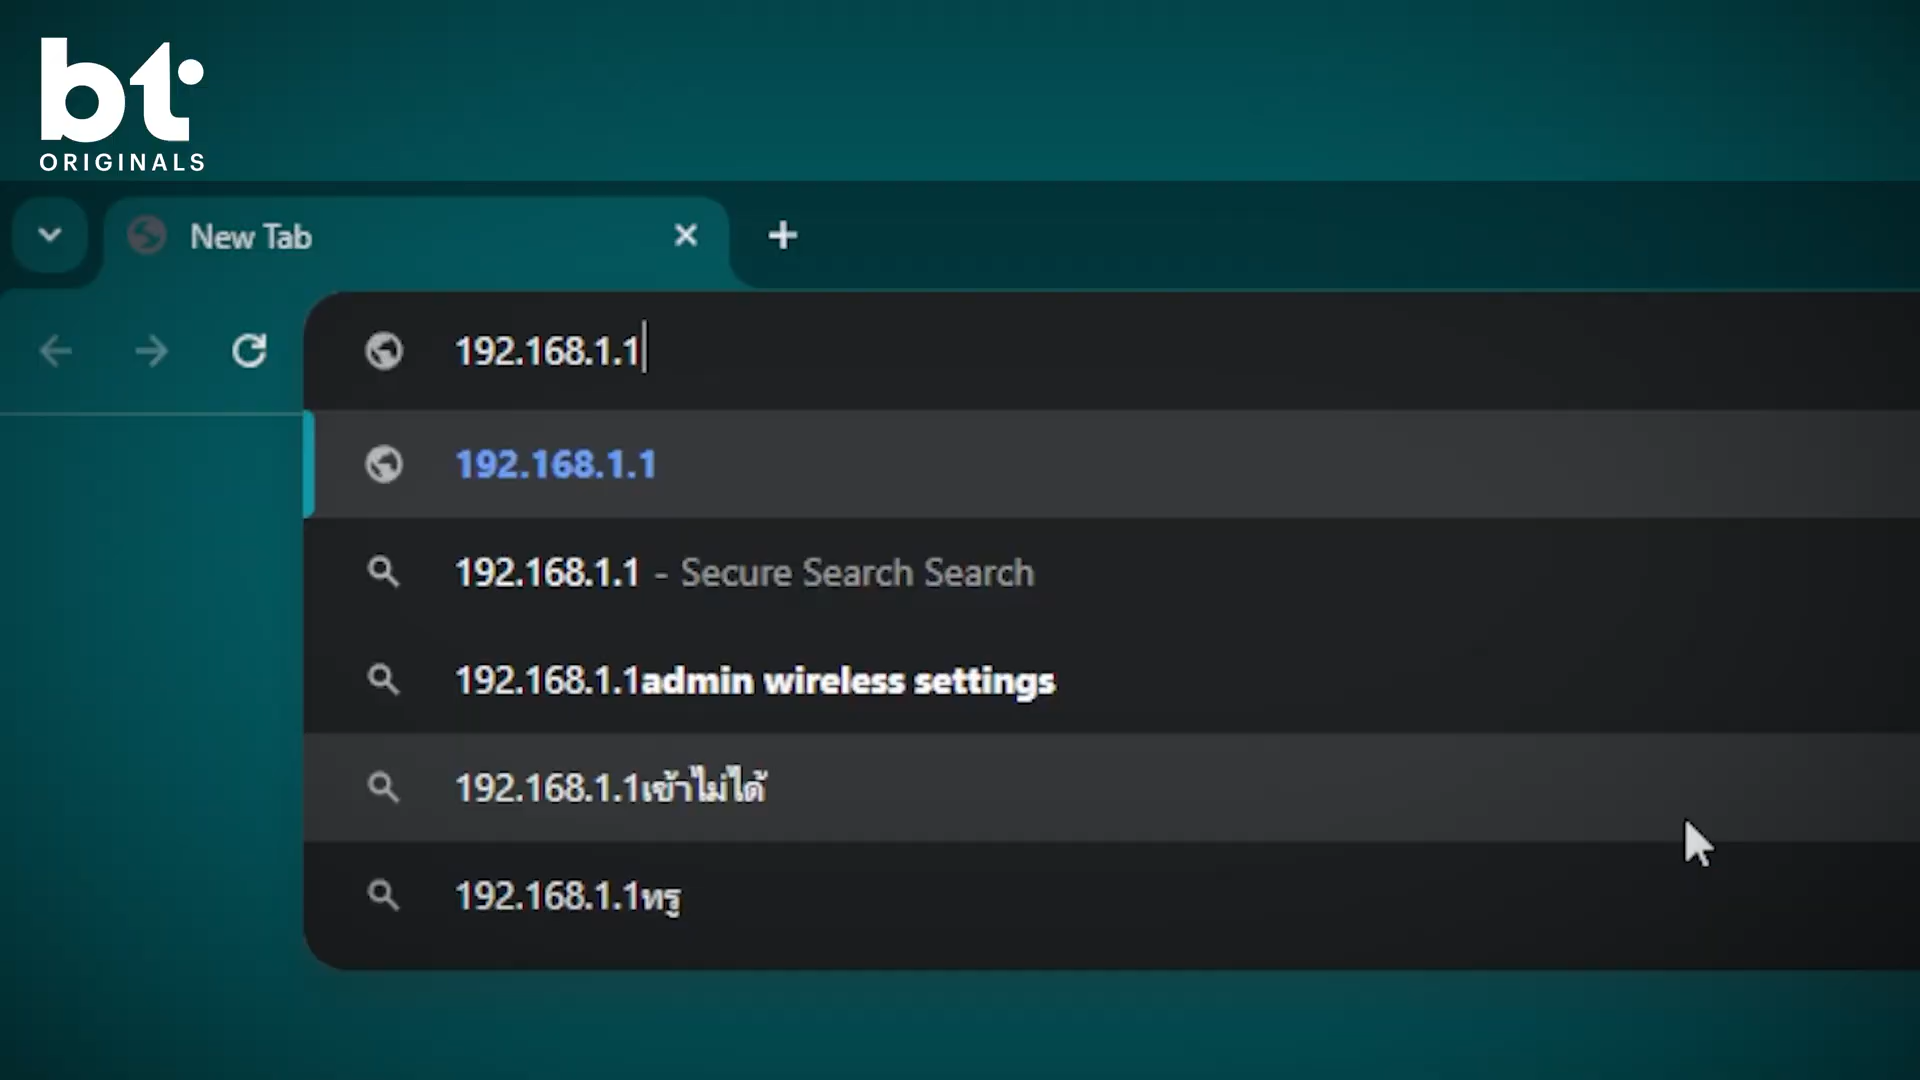 bt
ORIGINALS
New Tab
192.168.1.1
192.168.1.1
192.168.1.1 - Secure Search Search
192.168.1.1admin wireless settings
192.168.1.1เข้าไม่ได้
192.168.1.1ทรู